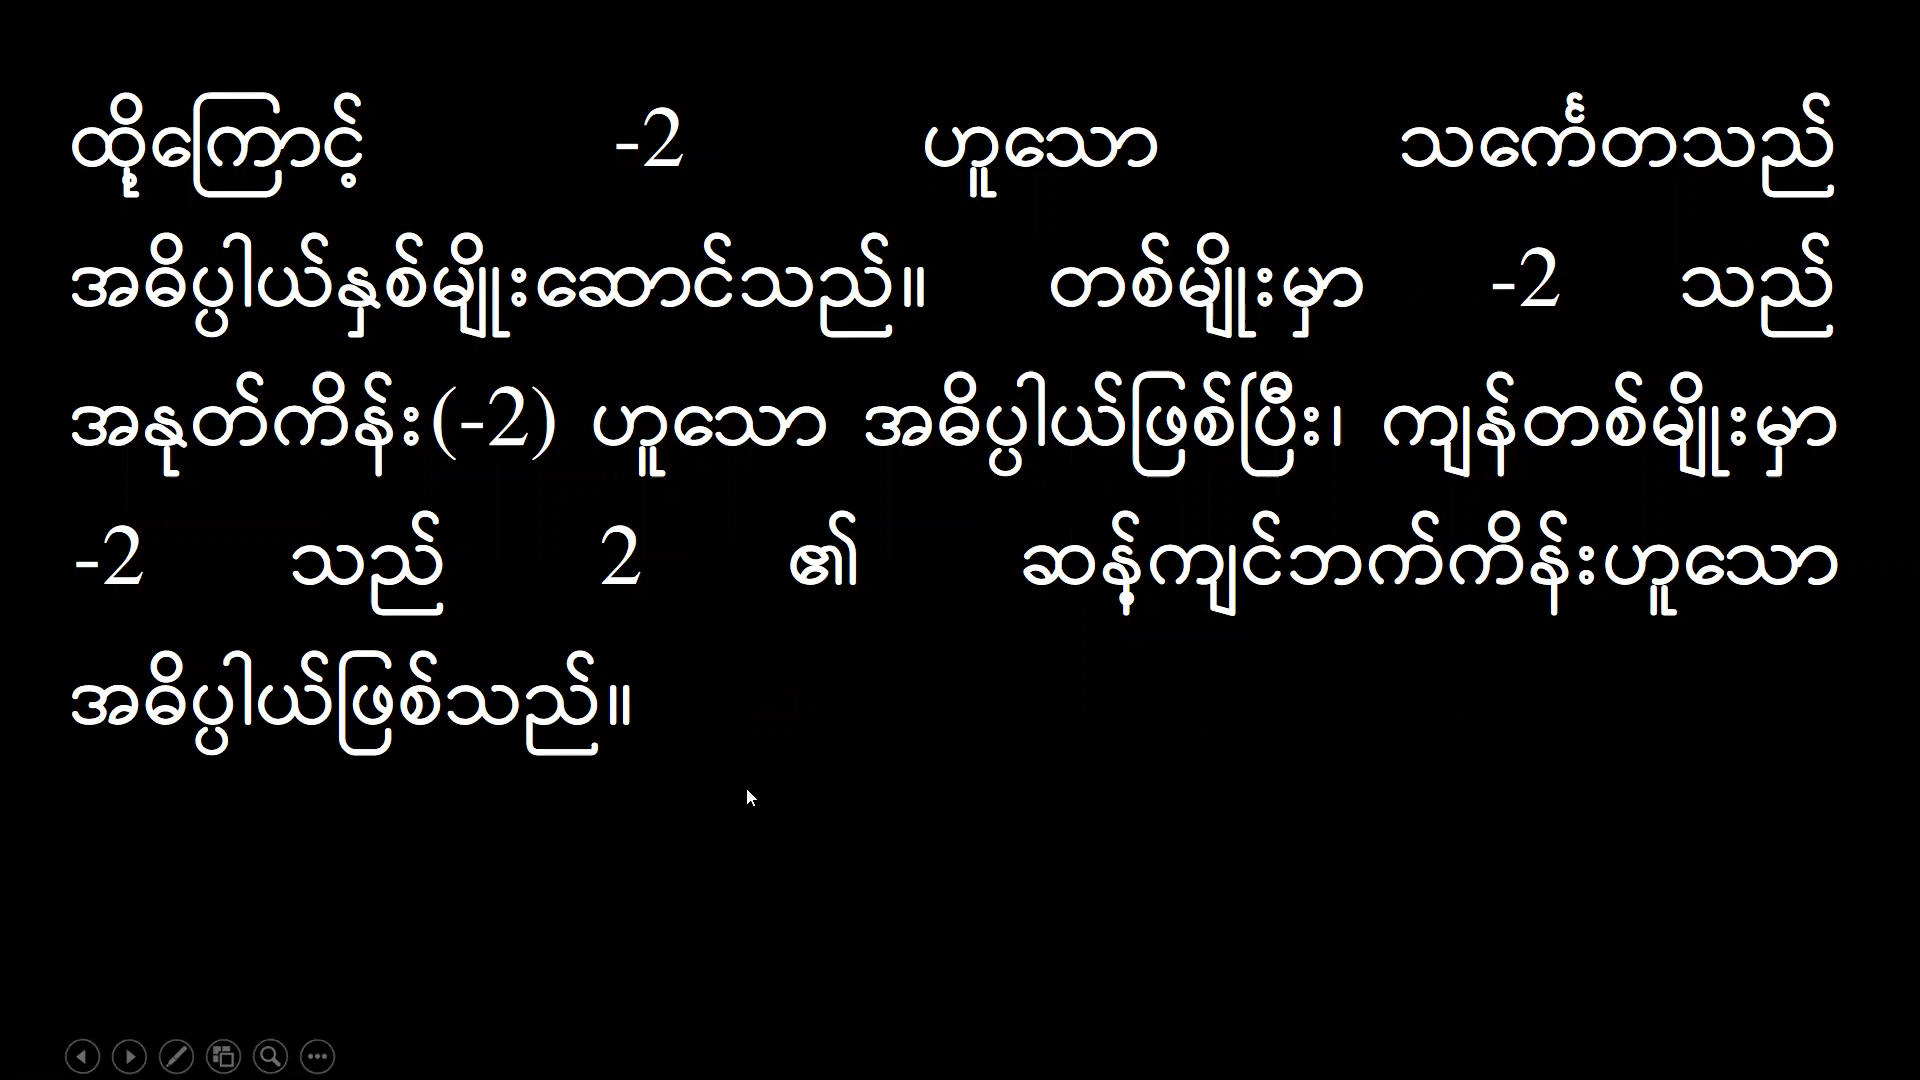 ထို့ကြောင့် -2 ဟူသော သင်္ကေတသည်
အဓိပ္ပါယ်နှစ်မျိုးဆောင်သည်။ တစ်မျိုးမှာ -2 သည်
အနုတ်ကိန်း(-2) ဟူသော အဓိပ္ပါယ်ဖြစ်ပြီး၊ ကျန်တစ်မျိုးမှာ
-2 သည် 2 ၏ ဆန့်ကျင်ဘက်ကိန်းဟူသော
အဓိပ္ပါယ်ဖြစ်သည်။